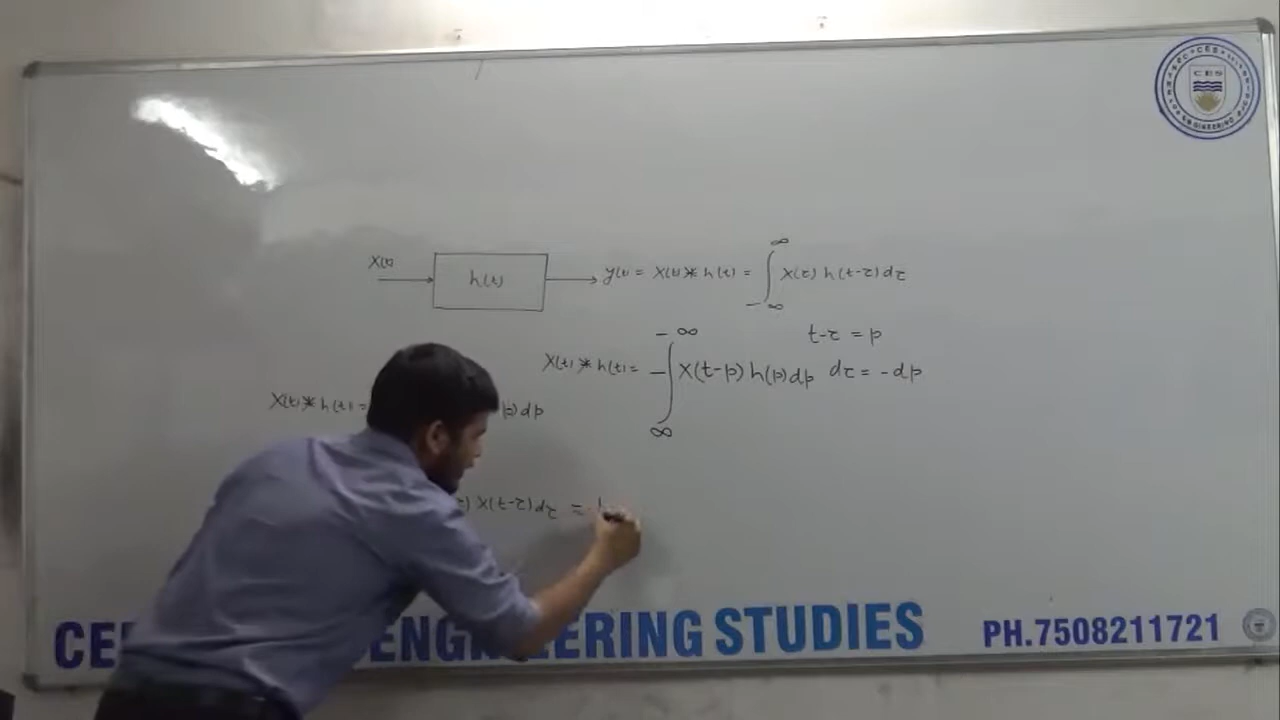 CES
x(t)
h(t)
y(t) = x(t) * h(t) = ∫_{-∞}^{∞} x(τ) h(t-τ) dτ
t-τ = p
x(t) * h(t) = -∫_{∞}^{-∞} x(t-p) h(p) dp dτ = -dp
x(t) * h(t) =
(p) dp
x(t-τ) dτ =
ENGINEERING STUDIES
PH.7508211721